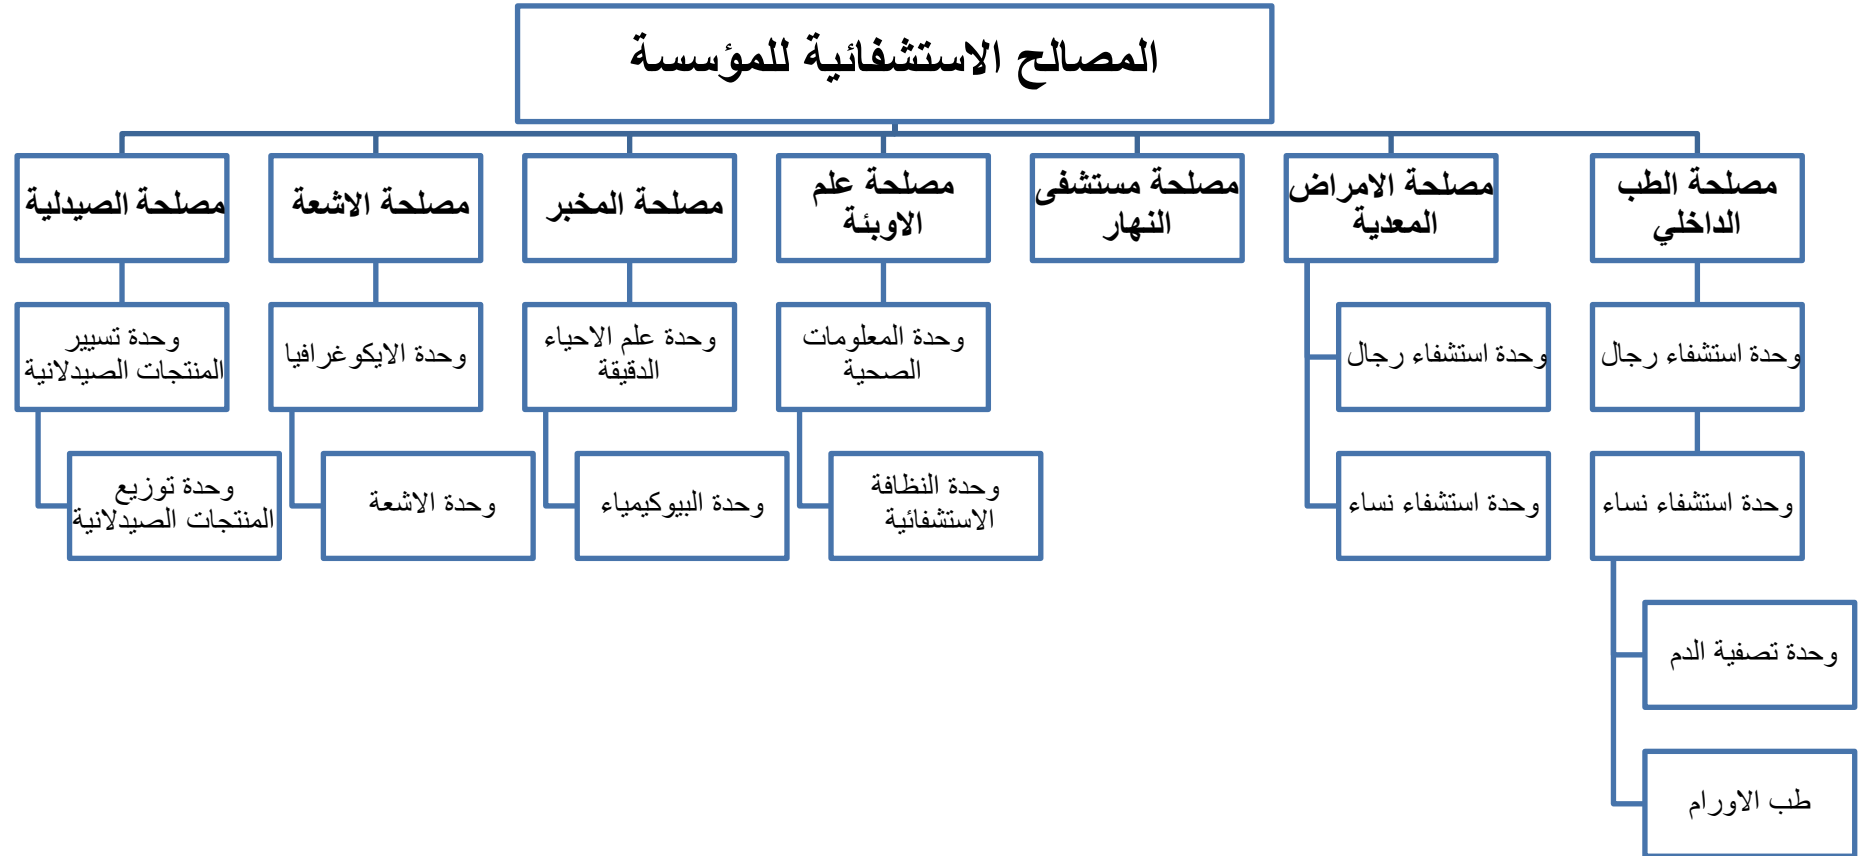 المصالح الاستشفائية للمؤسسة
مصلحة الطب
الداخلي
وحدة استشفاء رجال
وحدة استشفاء نساء
وحدة تصفية الدم
طب الاورام
مصلحة الامراض
المعدية
وحدة استشفاء رجال
وحدة استشفاء نساء
مصلحة مستشفى
النهار
مصلحة علم
الاوبئة
وحدة المعلومات
الصحية
وحدة النظافة
الاستشفائية
مصلحة المخبر
وحدة علم الاحياء
الدقيقة
وحدة البيوكيمياء
مصلحة الاشعة
وحدة الايكوغرافيا
وحدة الاشعة
مصلحة الصيدلية
وحدة تسيير
المنتجات الصيدلانية
وحدة توزيع
المنتجات الصيدلانية